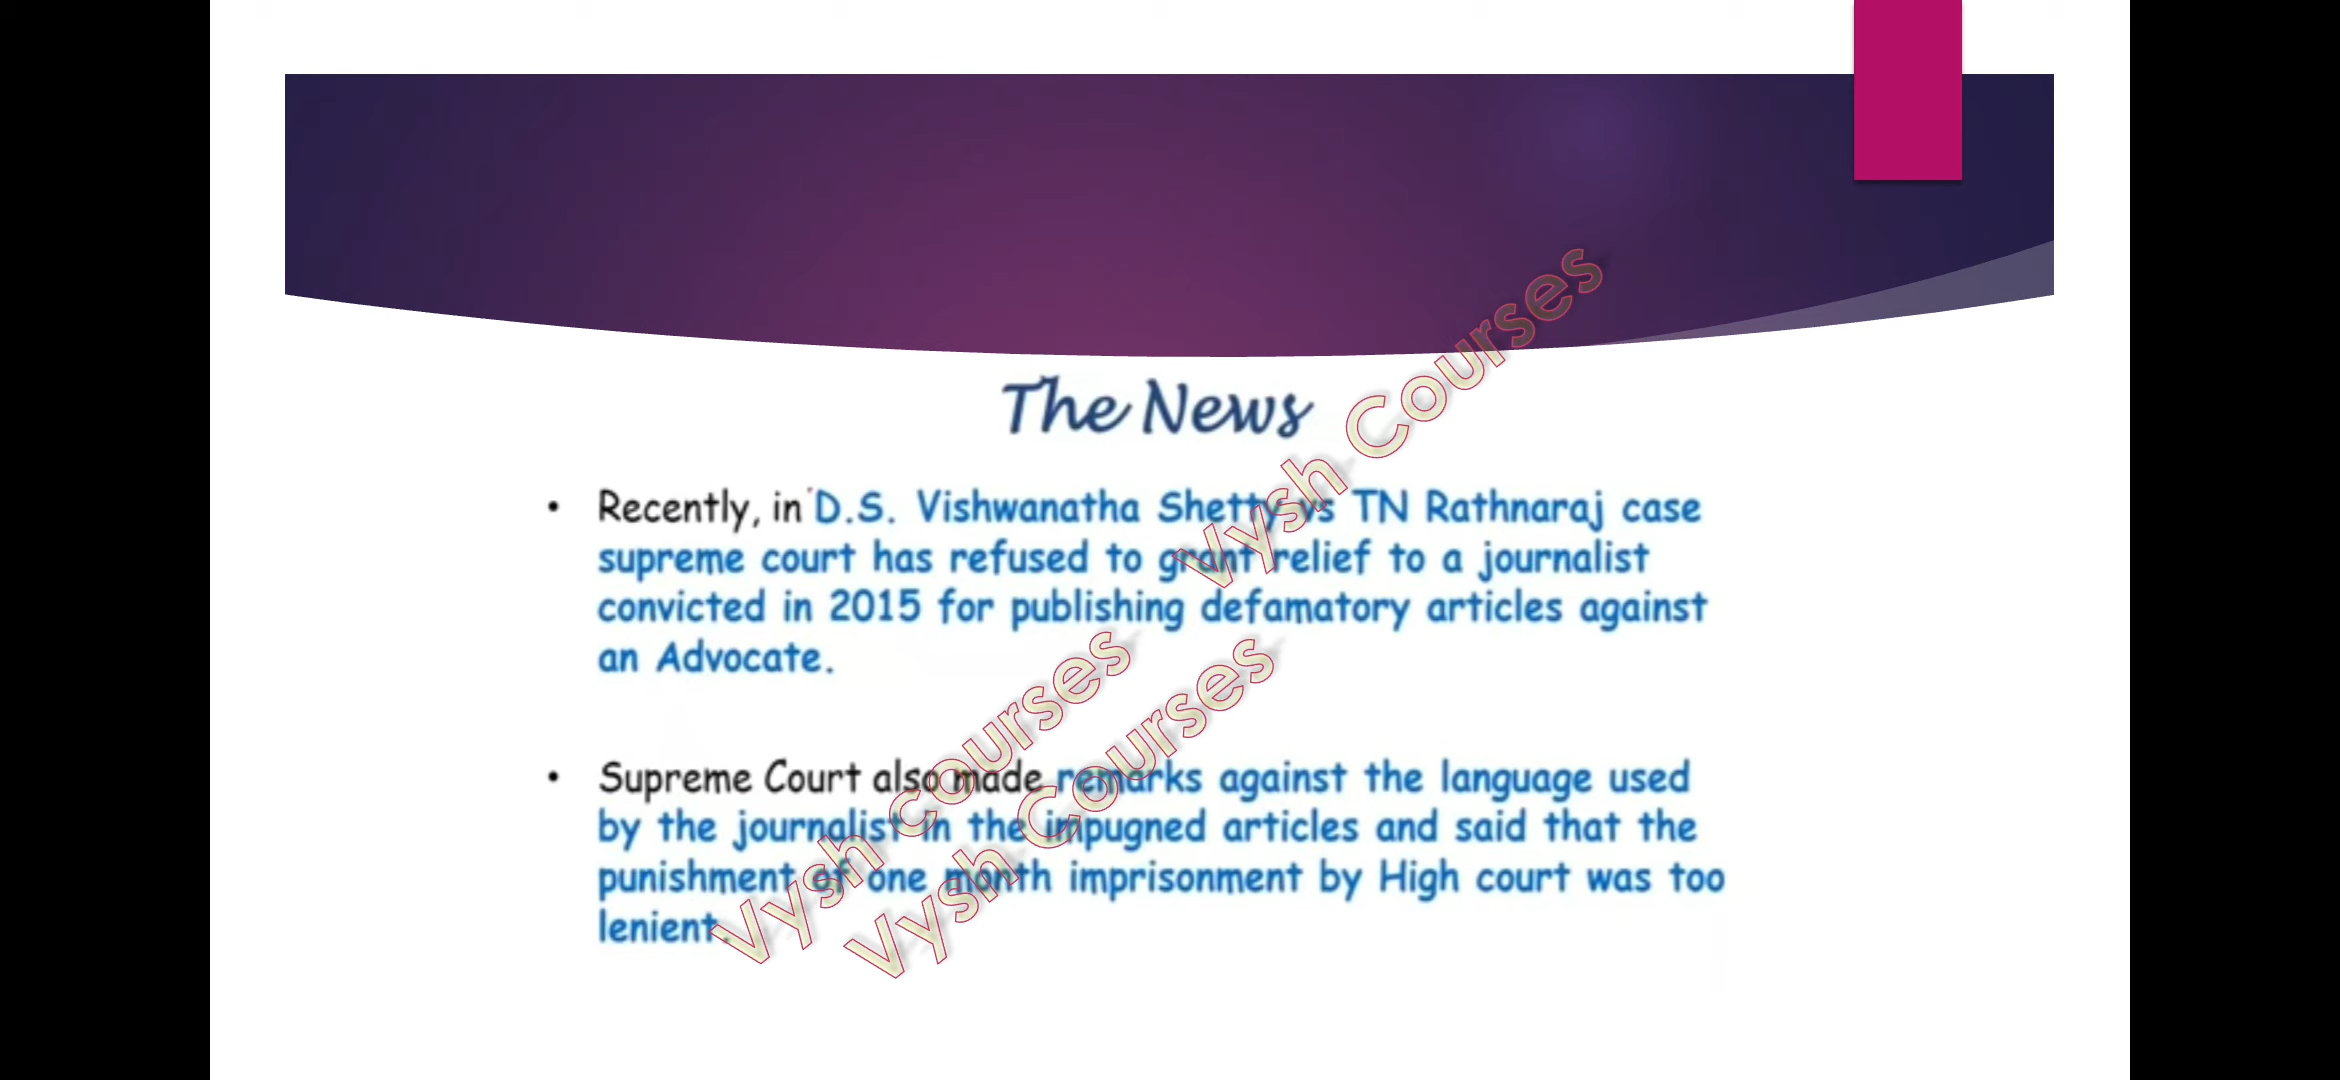 The News
• Recently, in D.S. Vishwanatha Shetty vs TN Rathnaraj case
supreme court has refused to grant relief to a journalist
convicted in 2015 for publishing defamatory articles against
an Advocate.
• Supreme Court also made remarks against the language used
by the journalist in the impugned articles and said that the
punishment of one month imprisonment by High court was too
lenient.
Vysh Courses
Vysh courses
Vysh Courses